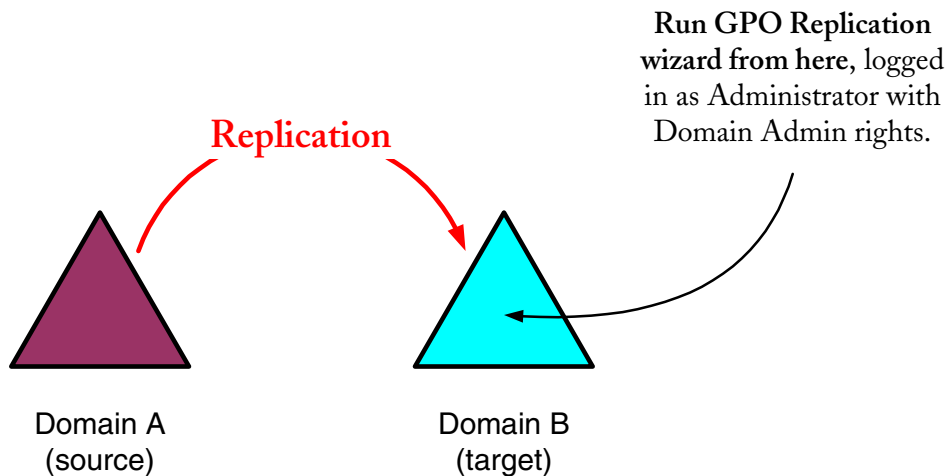 Run GPO Replication
wizard from here, logged
in as Administrator with
Domain Admin rights.
Replication
Domain A
(source)
Domain B
(target)